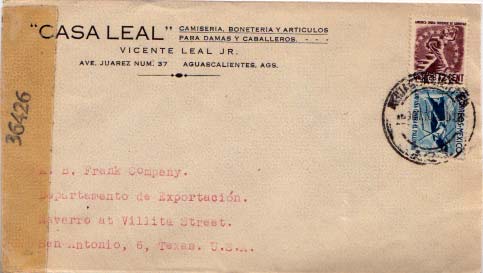 "CASA LEAL"
CAMISERIA, BONETERIA Y ARTICULOS
PARA DAMAS Y CABALLEROS.
VICENTE LEAL JR.
AVE. JUAREZ NUM. 37 AGUASCALIENTES, AGS.
36426
CENT
S. Frank Company.
Departamento de Exportación.
Navarro at Villita Street.
San Antonio, 6, Texas. U.S.A.